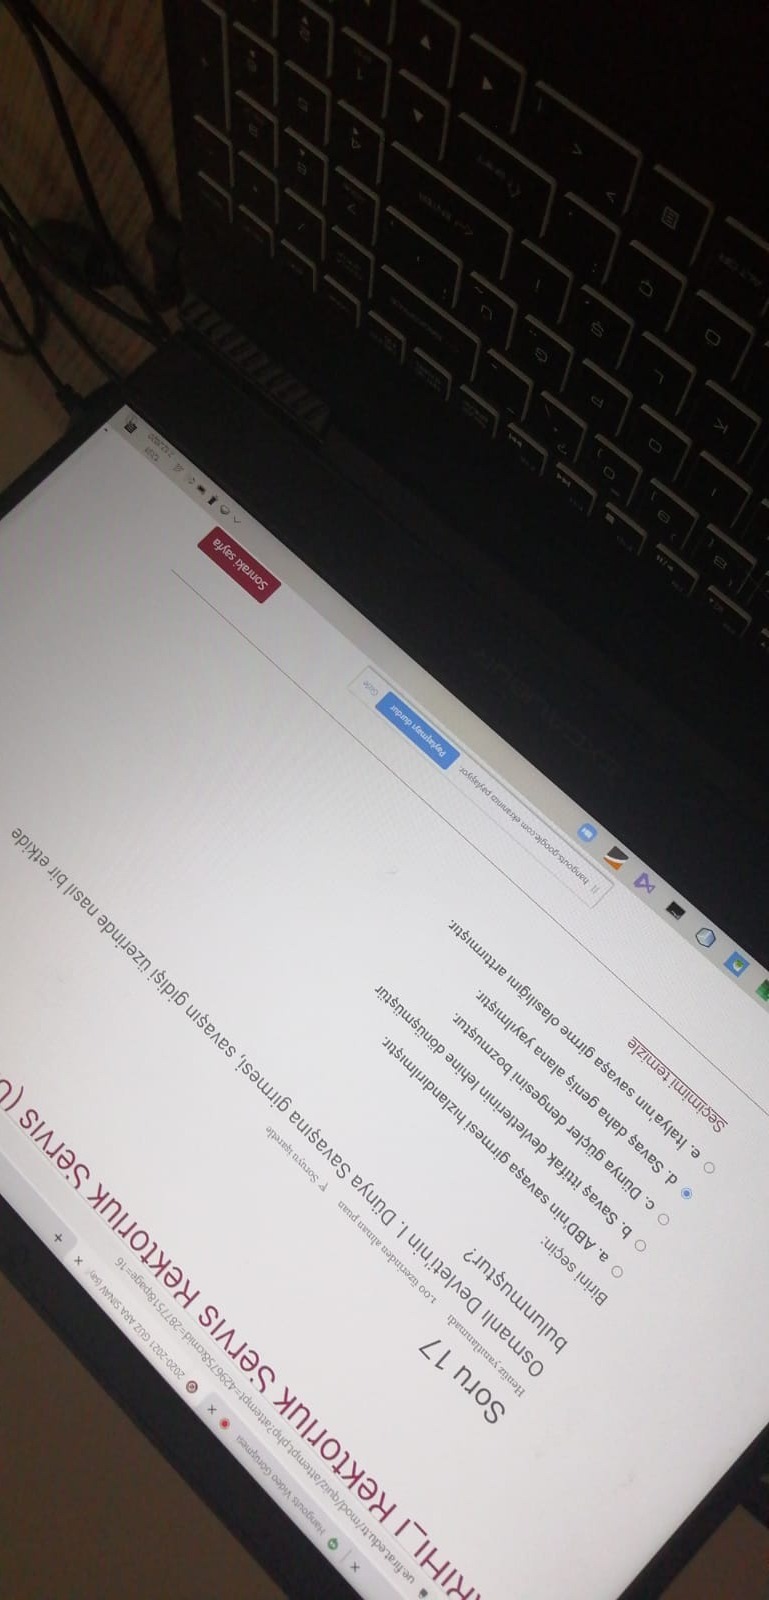 Hangouts Video Görüşmesi
2020-2021 GÜZ ARA SINAV (say
ue.firat.edu.tr/mod/quiz/attempt.php?attempt=429675&cmid=287751&page=16
RİHİ_I Rektörlük Servis Rektörlük Servis (U
Soru 17
Henüz yanıtlanmadı
1.00 üzerinden alınan puan
Soruyu işaretle
Osmanlı Devleti'nin I. Dünya Savaşına girmesi, savaşın gidişi üzerinde nasıl bir etkide
bulunmuştur?
Birini seçin:
a. ABD'nin savaşa girmesi hızlandırılmıştır.
b. Savaş ittifak devletlerinin lehine dönüşmüştür
c. Dünya güçler dengesini bozmuştur.
d. Savaş daha geniş alana yayılmıştır.
e. İtalya'nın savaşa girme olasılığını arttırmıştır.
Seçimimi temizle
Sonraki sayfa
hangouts.google.com ekranınızı paylaşıyor.
Paylaşmayı durdur
Gizle
7.12.2020